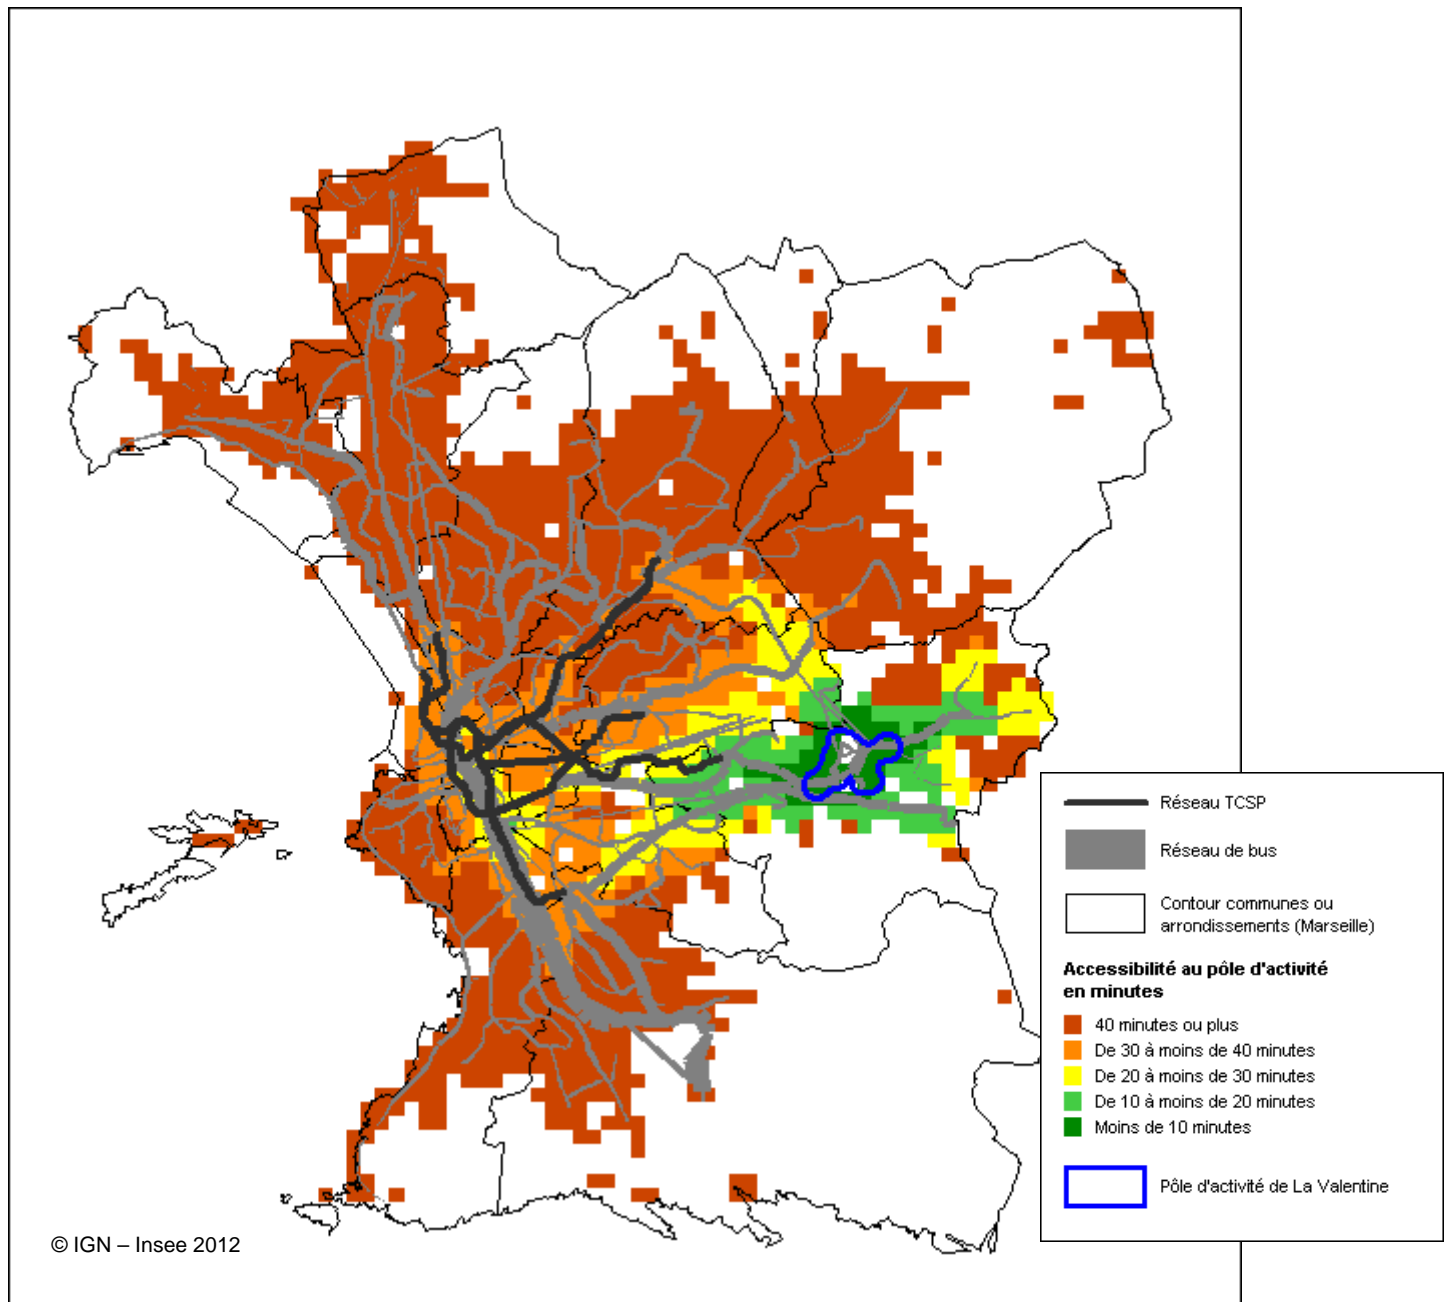 Réseau TCSP
Réseau de bus
Contour communes ou
arrondissements (Marseille)
Accessibilité au pôle d'activité
en minutes
40 minutes ou plus
De 30 à moins de 40 minutes
De 20 à moins de 30 minutes
De 10 à moins de 20 minutes
Moins de 10 minutes
Pôle d'activité de La Valentine
© IGN – Insee 2012